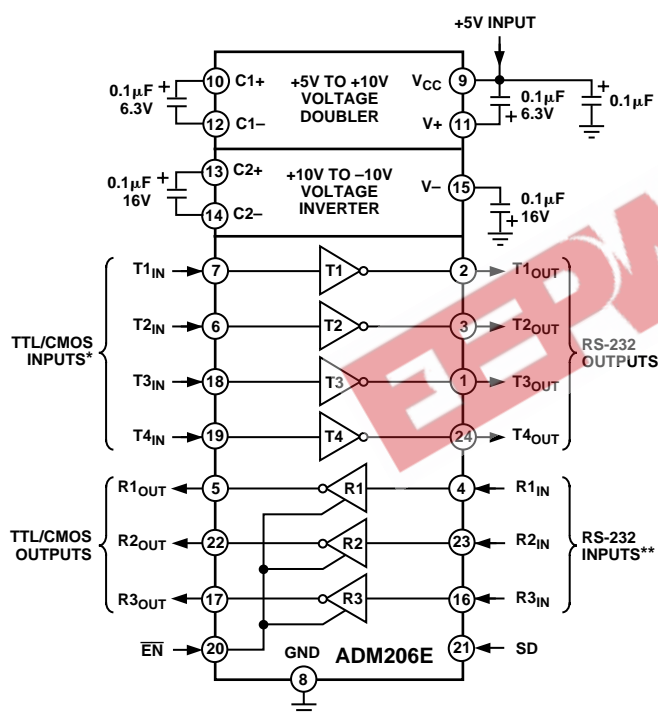 +5V INPUT
10 C1+ +5V TO +10V VOLTAGE DOUBLER VCC 9
0.1µF 6.3V +
12 C1– V+ 11
+ 0.1µF 6.3V
+ 0.1µF
13 C2+ +10V TO –10V VOLTAGE INVERTER V– 15
0.1µF 16V +
14 C2–
0.1µF 16V +
TTL/CMOS INPUTS*
T1IN 7 T1 2 T1OUT
T2IN 6 T2 3 T2OUT
T3IN 18 T3 1 T3OUT
T4IN 19 T4 24 T4OUT
RS-232 OUTPUTS
TTL/CMOS OUTPUTS
R1OUT 5 R1 4 R1IN
R2OUT 22 R2 23 R2IN
R3OUT 17 R3 16 R3IN
RS-232 INPUTS**
EN 20 GND ADM206E 21 SD
8